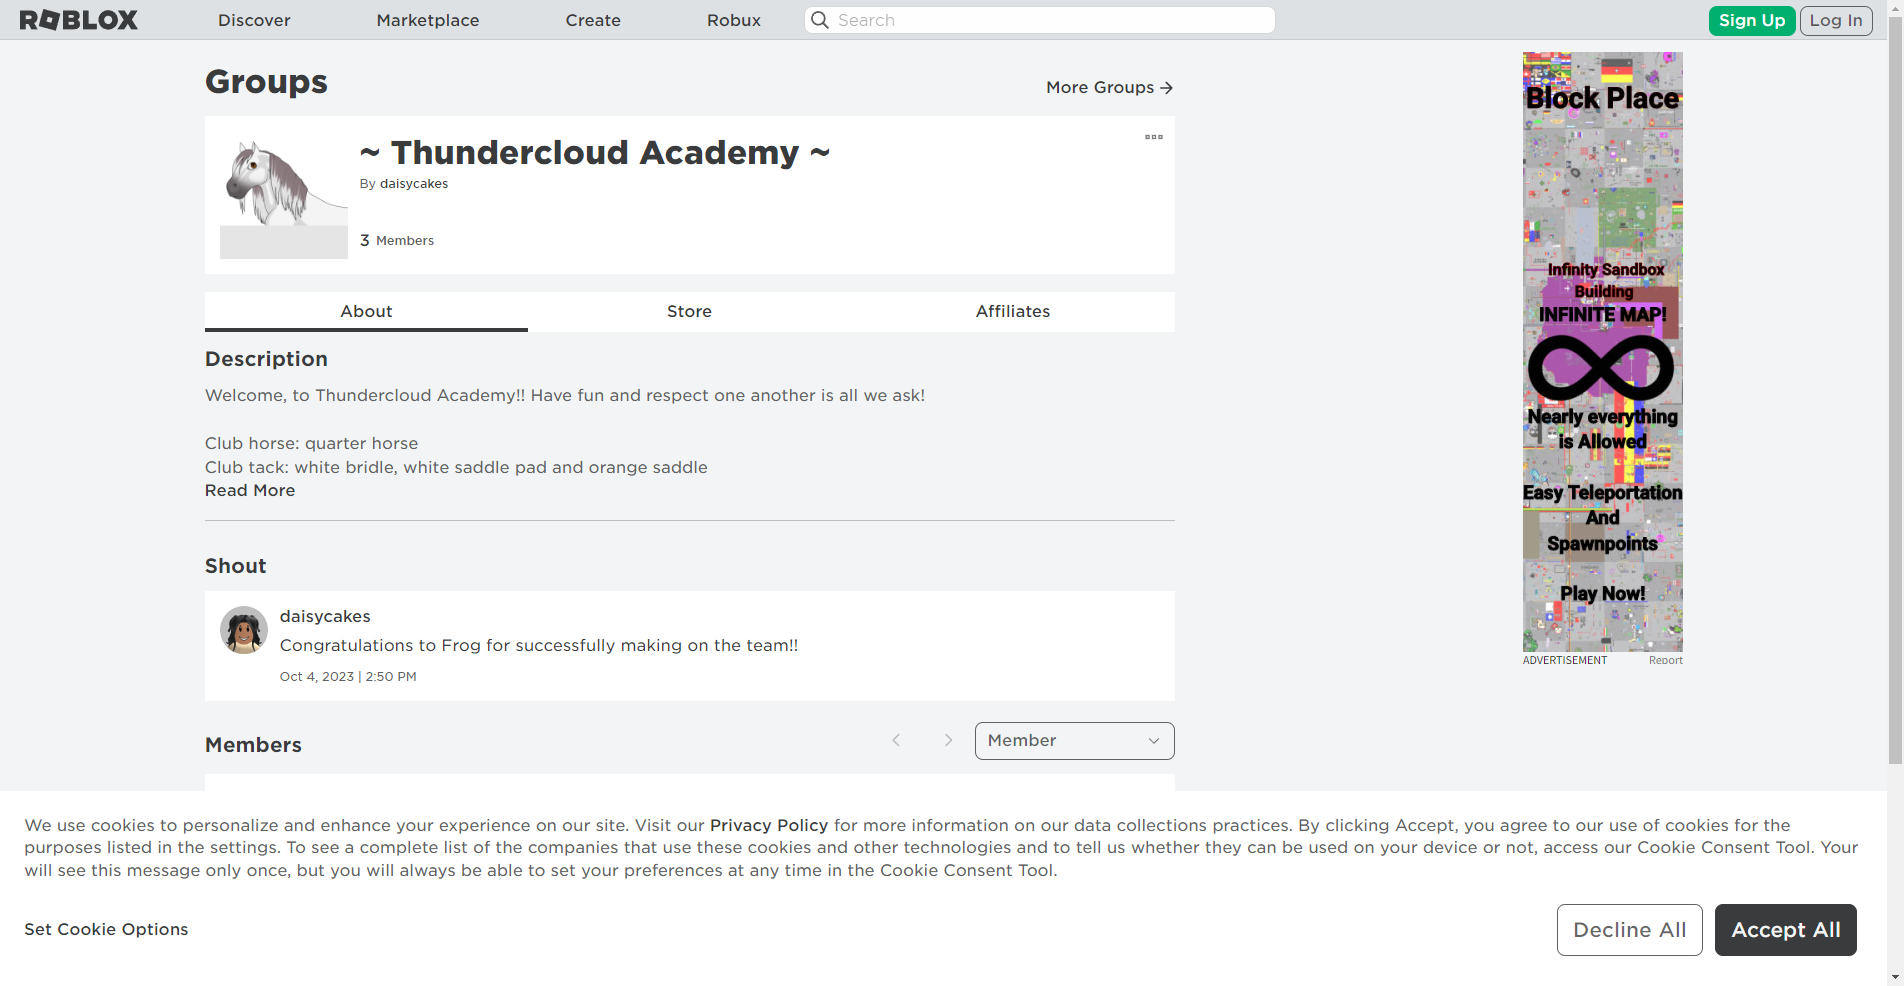 ROBLOX
Discover
Marketplace
Create
Robux
Search
Sign Up
Log In
Groups
More Groups
~ Thundercloud Academy ~
By daisycakes
3 Members
About
Store
Affiliates
Description
Welcome, to Thundercloud Academy!! Have fun and respect one another is all we ask!
Club horse: quarter horse
Club tack: white bridle, white saddle pad and orange saddle
Read More
Shout
daisycakes
Congratulations to Frog for successfully making on the team!!
Oct 4, 2023 | 2:50 PM
Members
Member
Block Place
Infinity Sandbox
Building
INFINITE MAP!
Nearly everything
is Allowed
Easy Teleportation
And
Spawnpoints
Play Now!
ADVERTISEMENT
Report
We use cookies to personalize and enhance your experience on our site. Visit our Privacy Policy for more information on our data collections practices. By clicking Accept, you agree to our use of cookies for the
purposes listed in the settings. To see a complete list of the companies that use these cookies and other technologies and to tell us whether they can be used on your device or not, access our Cookie Consent Tool. Your
will see this message only once, but you will always be able to set your preferences at any time in the Cookie Consent Tool.
Set Cookie Options
Decline All
Accept All